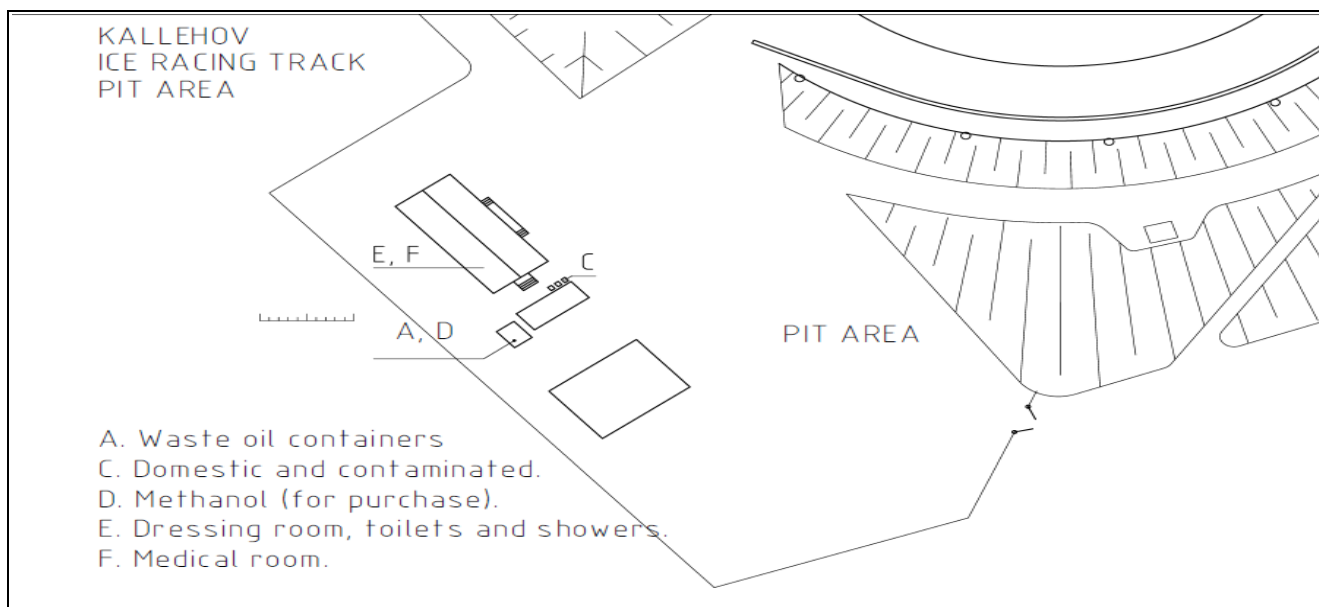 KALLEHOV
ICE RACING TRACK
PIT AREA
E, F
C
A, D
PIT AREA
A. Waste oil containers
C. Domestic and contaminated.
D. Methanol (for purchase).
E. Dressing room, toilets and showers.
F. Medical room.